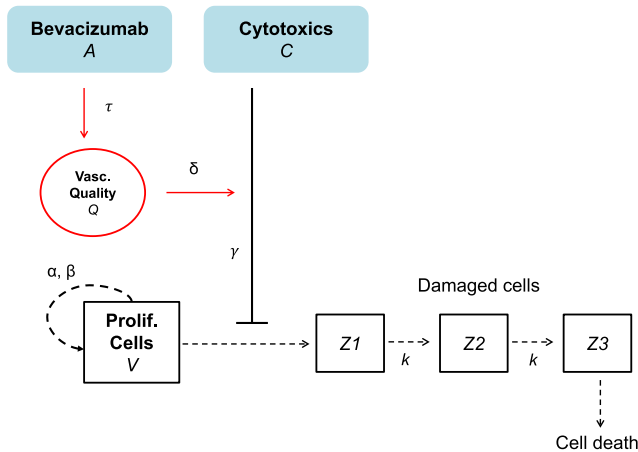 Bevacizumab
A
Cytotoxics
C
τ
Vasc.
Quality
Q
δ
γ
α, β
Prolif.
Cells
V
Damaged cells
Z1
k
Z2
k
Z3
Cell death